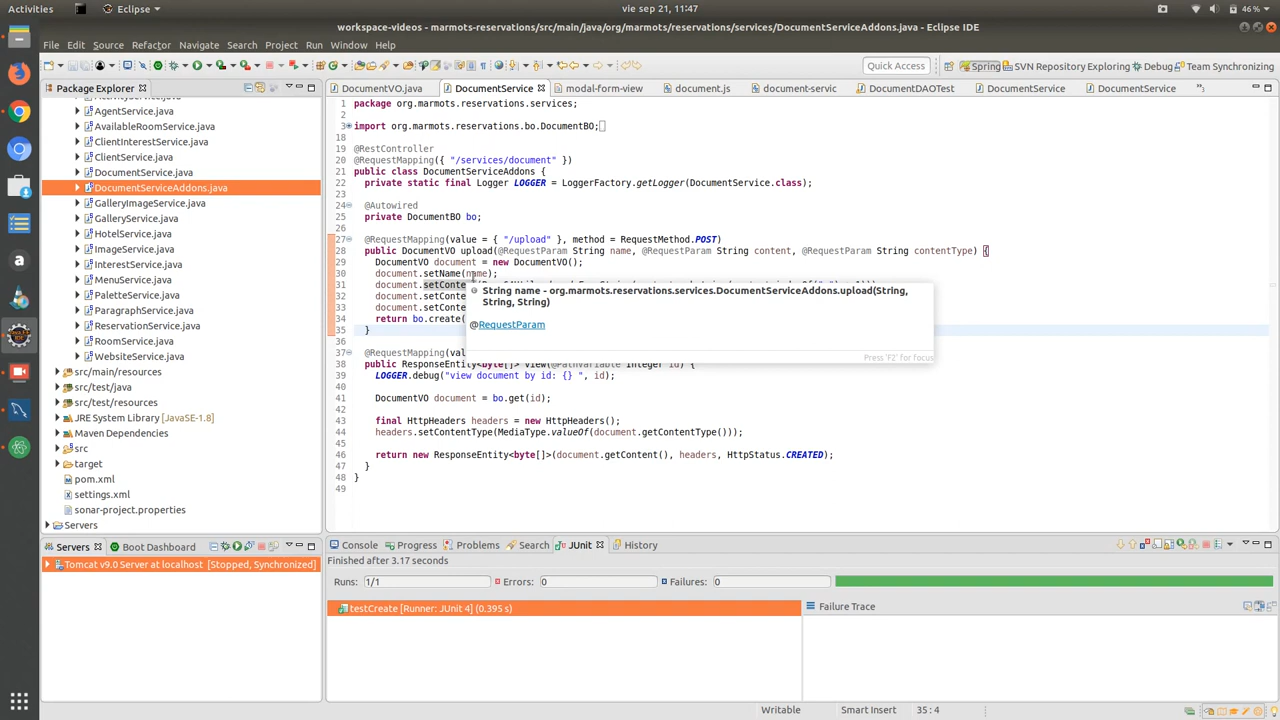 Activities
Eclipse
vie sep 21, 11:47
46%
workspace-videos - marmots-reservations/src/main/java/org/marmots/reservations/services/DocumentServiceAddons.java - Eclipse IDE
File Edit Source Refactor Navigate Search Project Run Window Help
Quick Access
Spring
SVN Repository Exploring
Debug
Team Synchronizing
Package Explorer
AgentService.java
AvailableRoomService.java
ClientInterestService.java
ClientService.java
DocumentService.java
DocumentServiceAddons.java
GalleryImageService.java
GalleryService.java
HotelService.java
ImageService.java
InterestService.java
MenuService.java
PaletteService.java
ParagraphService.java
ReservationService.java
RoomService.java
WebsiteService.java
src/main/resources
src/test/java
src/test/resources
JRE System Library [JavaSE-1.8]
Maven Dependencies
src
target
pom.xml
settings.xml
sonar-project.properties
Servers
DocumentVO.java
DocumentService
modal-form-view
document.js
document-servic
DocumentDAOTest
DocumentService
DocumentService
1 package org.marmots.reservations.services;
2
3 import org.marmots.reservations.bo.DocumentBO;
18
19 @RestController
20 @RequestMapping({ "/services/document" })
21 public class DocumentServiceAddons {
22 private static final Logger LOGGER = LoggerFactory.getLogger(DocumentService.class);
23
24 @Autowired
25 private DocumentBO bo;
26
27 @RequestMapping(value = { "/upload" }, method = RequestMethod.POST)
28 public DocumentVO upload(@RequestParam String name, @RequestParam String content, @RequestParam String contentType) {
29 DocumentVO document = new DocumentVO();
30 document.setName(name);
31 document.setConte
32 document.setConte
33 document.setConte
34 return bo.create(
35 }
36
37 @RequestMapping(val
38 public ResponseEntity<byte[]> view(@PathVariable Integer id) {
39 LOGGER.debug("view document by id: {} ", id);
40
41 DocumentVO document = bo.get(id);
42
43 final HttpHeaders headers = new HttpHeaders();
44 headers.setContentType(MediaType.valueOf(document.getContentType()));
45
46 return new ResponseEntity<byte[]>(document.getContent(), headers, HttpStatus.CREATED);
47 }
48 }
49
String name - org.marmots.reservations.services.DocumentServiceAddons.upload(String,
String, String)
@RequestParam
Press 'F2' for focus
Servers
Boot Dashboard
Tomcat v9.0 Server at localhost [Stopped, Synchronized]
Console
Progress
Problems
Search
JUnit
History
Finished after 3.17 seconds
Runs: 1/1
Errors: 0
Failures: 0
testCreate [Runner: JUnit 4] (0.395 s)
Failure Trace
Writable
Smart Insert
35 : 4